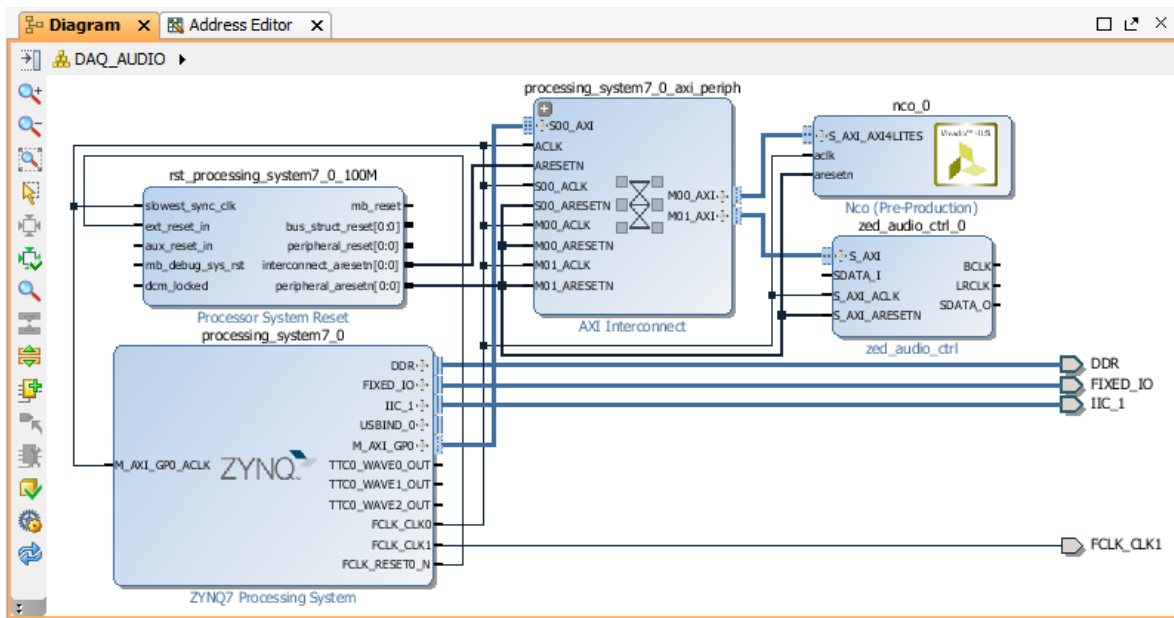 Diagram
Address Editor
DAQ_AUDIO
processing_system7_0_axi_periph
S00_AXI
ACLK
ARESETN
S00_ACLK
S00_ARESETN
M00_ACLK
M00_ARESETN
M01_ACLK
M01_ARESETN
M00_AXI
M01_AXI
AXI Interconnect
nco_0
S_AXI_AXI4LITES
aclk
aresetn
Vivado™ HLS
Nco (Pre-Production)
zed_audio_ctrl_0
S_AXI
SDATA_I
S_AXI_ACLK
S_AXI_ARESETN
BCLK
LRCLK
SDATA_O
zed_audio_ctrl
rst_processing_system7_0_100M
slowest_sync_clk
ext_reset_in
aux_reset_in
mb_debug_sys_rst
dcm_locked
mb_reset
bus_struct_reset[0:0]
peripheral_reset[0:0]
interconnect_aresetn[0:0]
peripheral_aresetn[0:0]
Processor System Reset
processing_system7_0
M_AXI_GP0_ACLK
ZYNQ
DDR
FIXED_IO
IIC_1
USBIND_0
M_AXI_GP0
TTC0_WAVE0_OUT
TTC0_WAVE1_OUT
TTC0_WAVE2_OUT
FCLK_CLK0
FCLK_CLK1
FCLK_RESET0_N
ZYNQ7 Processing System
DDR
FIXED_IO
IIC_1
FCLK_CLK1